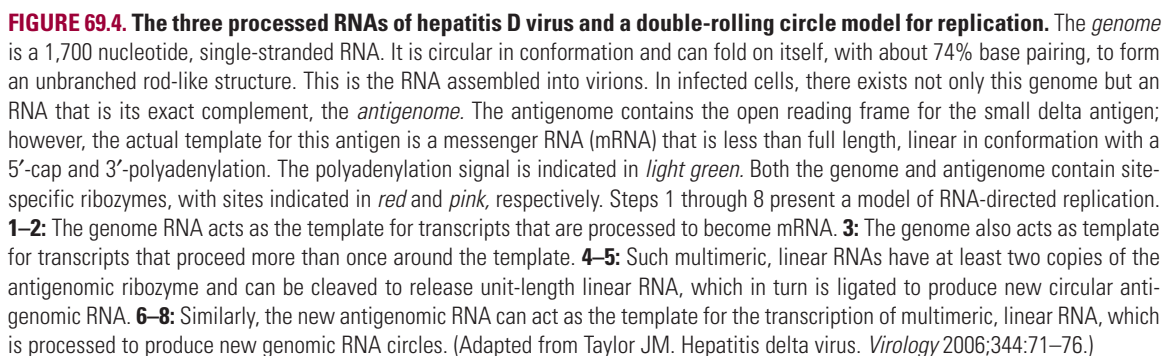 FIGURE 69.4. The three processed RNAs of hepatitis D virus and a double-rolling circle model for replication. The genome
is a 1,700 nucleotide, single-stranded RNA. It is circular in conformation and can fold on itself, with about 74% base pairing, to form
an unbranched rod-like structure. This is the RNA assembled into virions. In infected cells, there exists not only this genome but an
RNA that is its exact complement, the antigenome. The antigenome contains the open reading frame for the small delta antigen;
however, the actual template for this antigen is a messenger RNA (mRNA) that is less than full length, linear in conformation with a
5′-cap and 3′-polyadenylation. The polyadenylation signal is indicated in light green. Both the genome and antigenome contain site-
specific ribozymes, with sites indicated in red and pink, respectively. Steps 1 through 8 present a model of RNA-directed replication.
1–2: The genome RNA acts as the template for transcripts that are processed to become mRNA. 3: The genome also acts as template
for transcripts that proceed more than once around the template. 4–5: Such multimeric, linear RNAs have at least two copies of the
antigenomic ribozyme and can be cleaved to release unit-length linear RNA, which in turn is ligated to produce new circular anti-
genomic RNA. 6–8: Similarly, the new antigenomic RNA can act as the template for the transcription of multimeric, linear RNA, which
is processed to produce new genomic RNA circles. (Adapted from Taylor JM. Hepatitis delta virus. Virology 2006;344:71–76.)